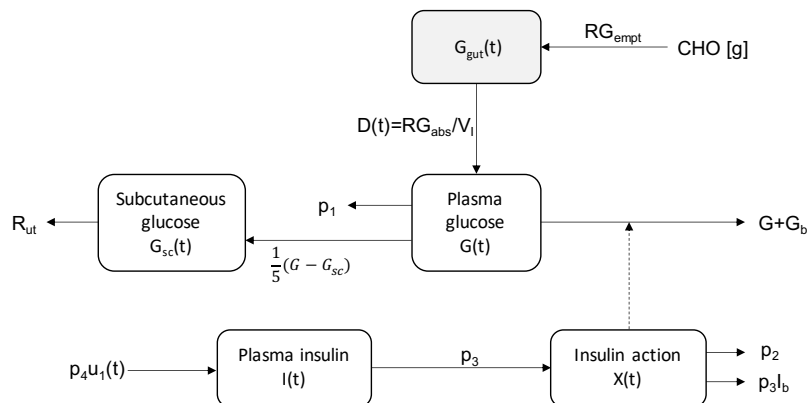 RG_empt
G_gut(t)
CHO [g]
D(t)=RG_abs/V_I
Subcutaneous
glucose
G_sc(t)
Plasma
glucose
G(t)
p_1
R_ut
G+G_b
\frac{1}{5}(G − G_sc)
Plasma insulin
I(t)
Insulin action
X(t)
p_4u_1(t)
p_3
p_2
p_3I_b